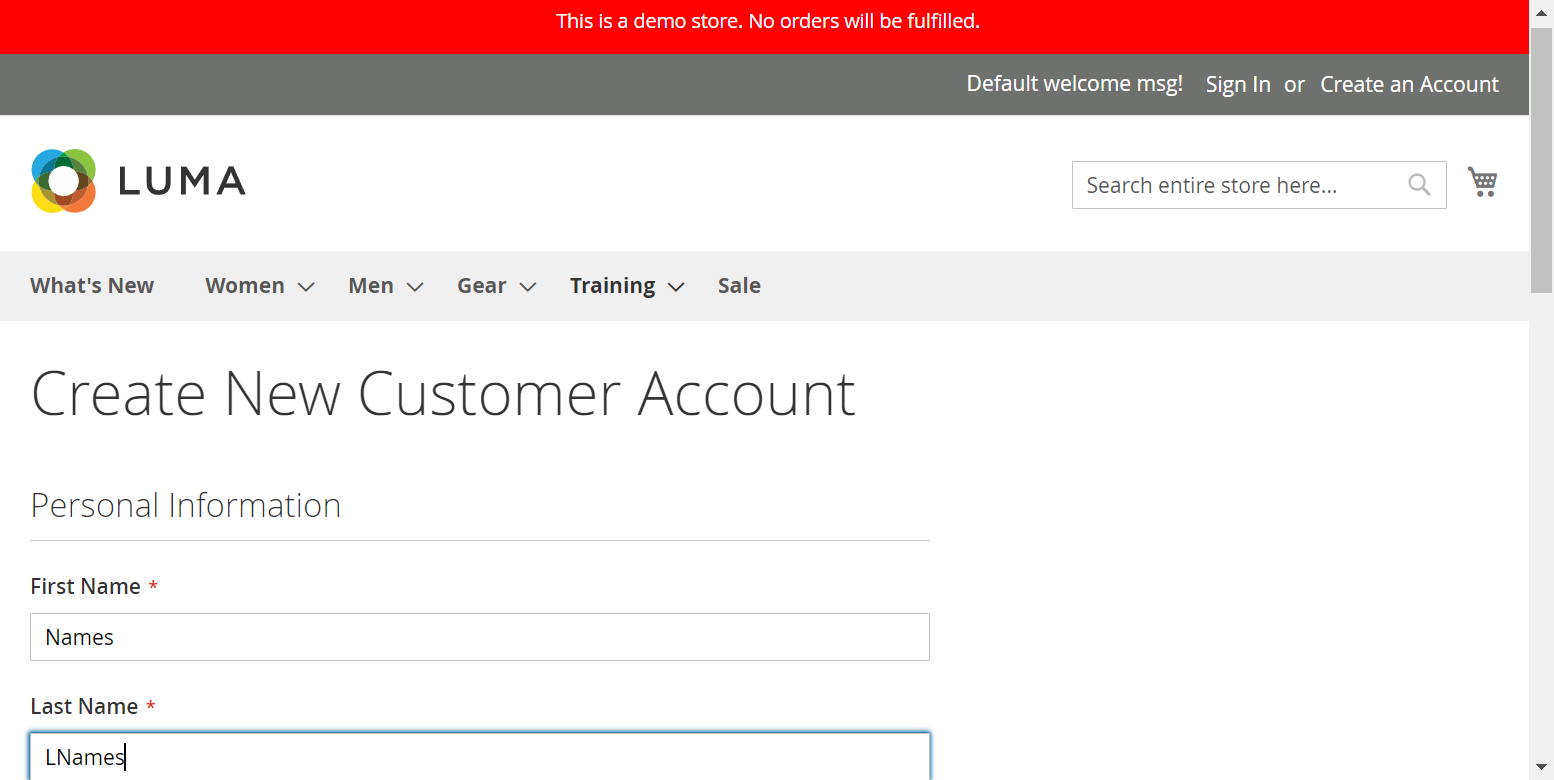 This is a demo store. No orders will be fulfilled.
Default welcome msg! Sign In or Create an Account
LUMA
Search entire store here...
What's New Women Men Gear Training Sale
Create New Customer Account
Personal Information
First Name *
Names
Last Name *
LNames